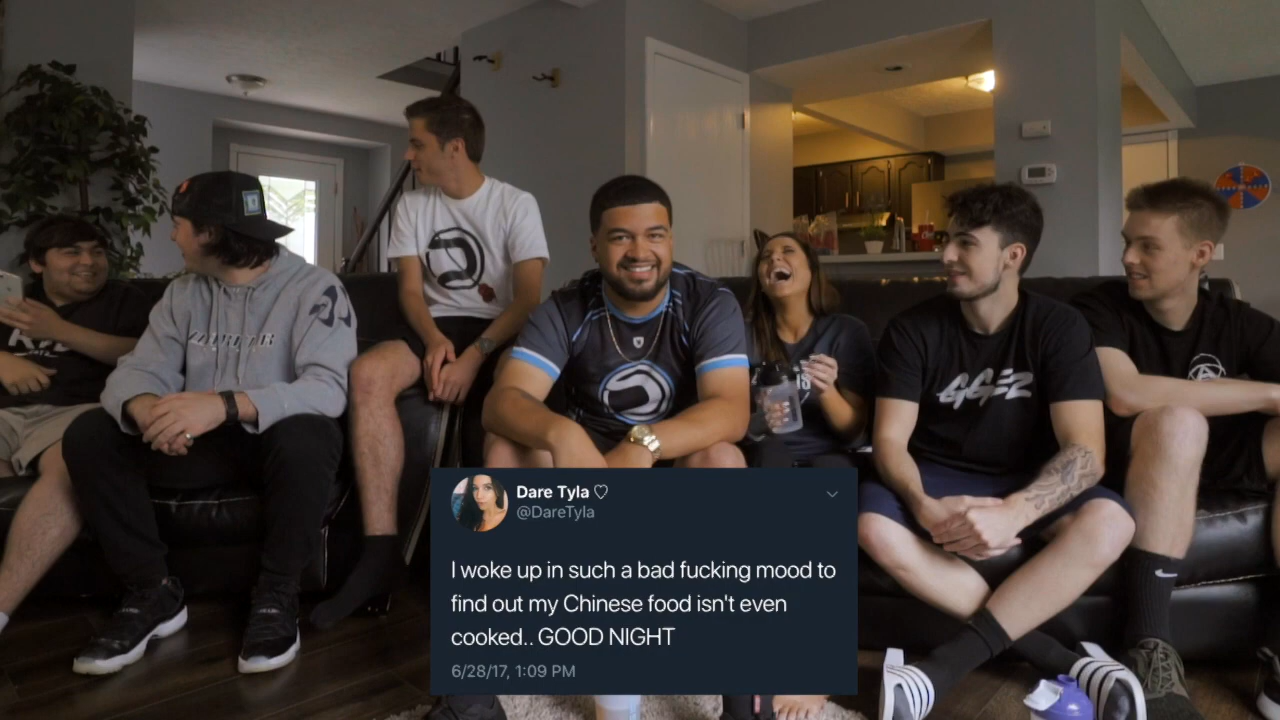 GGEZ
Dare Tyla ♡
@DareTyla
I woke up in such a bad fucking mood to
find out my Chinese food isn't even
cooked.. GOOD NIGHT
6/28/17, 1:09 PM